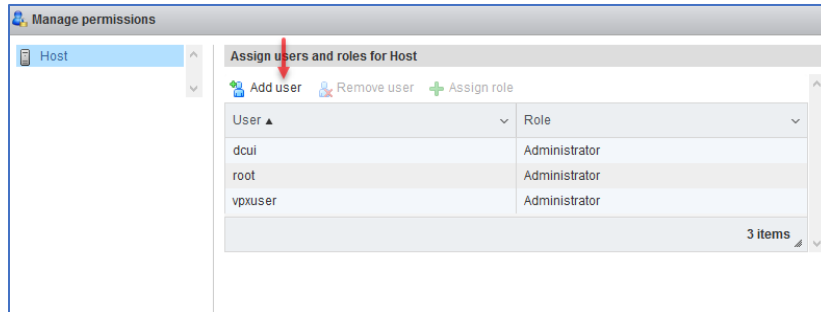 Manage permissions
Host
Assign users and roles for Host
Add user Remove user Assign role
User Role
dcui Administrator
root Administrator
vpxuser Administrator
3 items